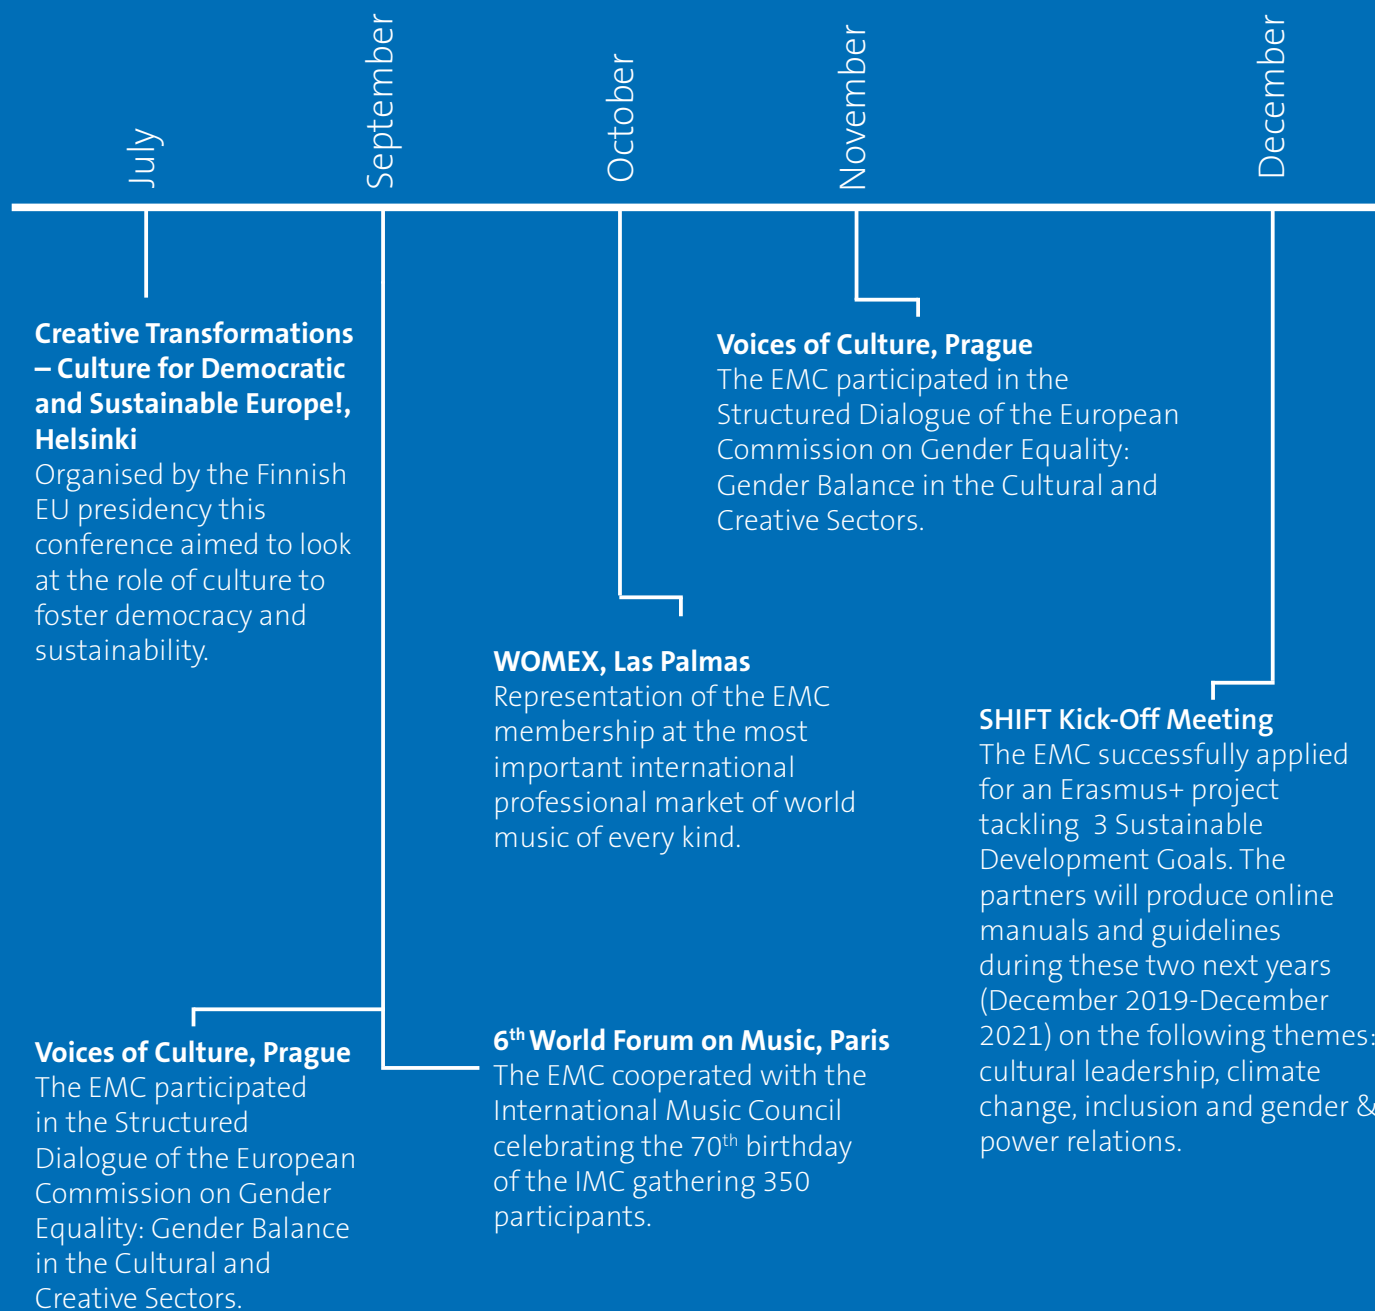 July
September
October
November
December
Creative Transformations
– Culture for Democratic
and Sustainable Europe!,
Helsinki
Organised by the Finnish
EU presidency this
conference aimed to look
at the role of culture to
foster democracy and
sustainability.
Voices of Culture, Prague
The EMC participated
in the Structured
Dialogue of the European
Commission on Gender
Equality: Gender Balance
in the Cultural and
Creative Sectors.
6th World Forum on Music, Paris
The EMC cooperated with the
International Music Council
celebrating the 70th birthday
of the IMC gathering 350
participants.
WOMEX, Las Palmas
Representation of the EMC
membership at the most
important international
professional market of world
music of every kind.
Voices of Culture, Prague
The EMC participated in the
Structured Dialogue of the European
Commission on Gender Equality:
Gender Balance in the Cultural and
Creative Sectors.
SHIFT Kick-Off Meeting
The EMC successfully applied
for an Erasmus+ project
tackling  3 Sustainable
Development Goals. The
partners will produce online
manuals and guidelines
during these two next years
(December 2019-December
2021) on the following themes:
cultural leadership, climate
change, inclusion and gender &
power relations.